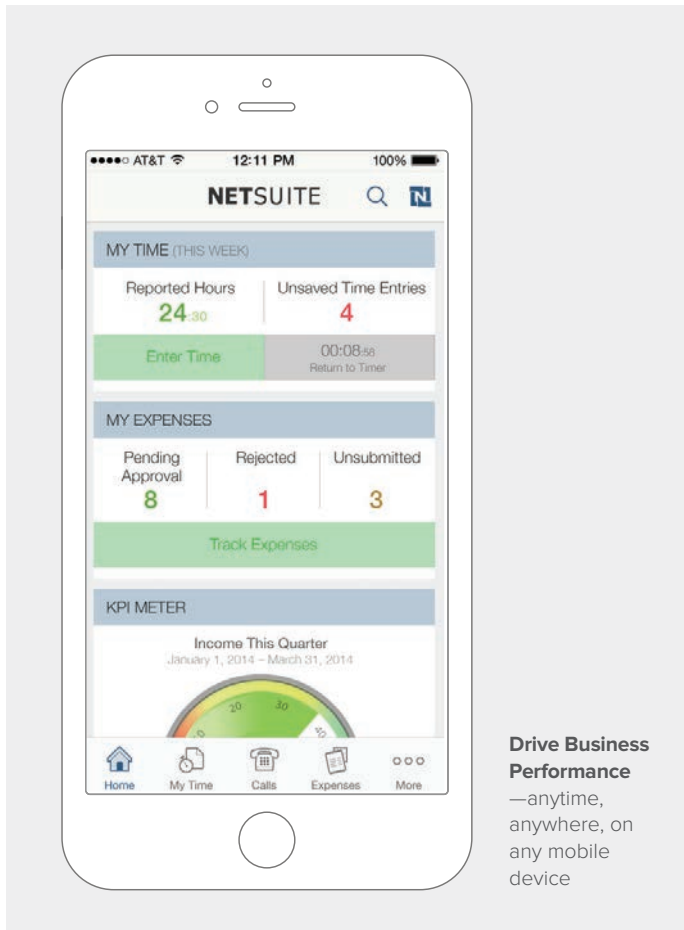 AT&T 12:11 PM 100%
NETSUITE N
MY TIME (THIS WEEK)
Reported Hours Unsaved Time Entries
24:30 4
Enter Time 00:08:58
Return to Timer
MY EXPENSES
Pending Approval Rejected Unsubmitted
8 1 3
Track Expenses
KPI METER
Income This Quarter
January 1, 2014 – March 31, 2014
10 20 30 40
Home My Time Calls Expenses More
Drive Business
Performance
—anytime,
anywhere, on
any mobile
device